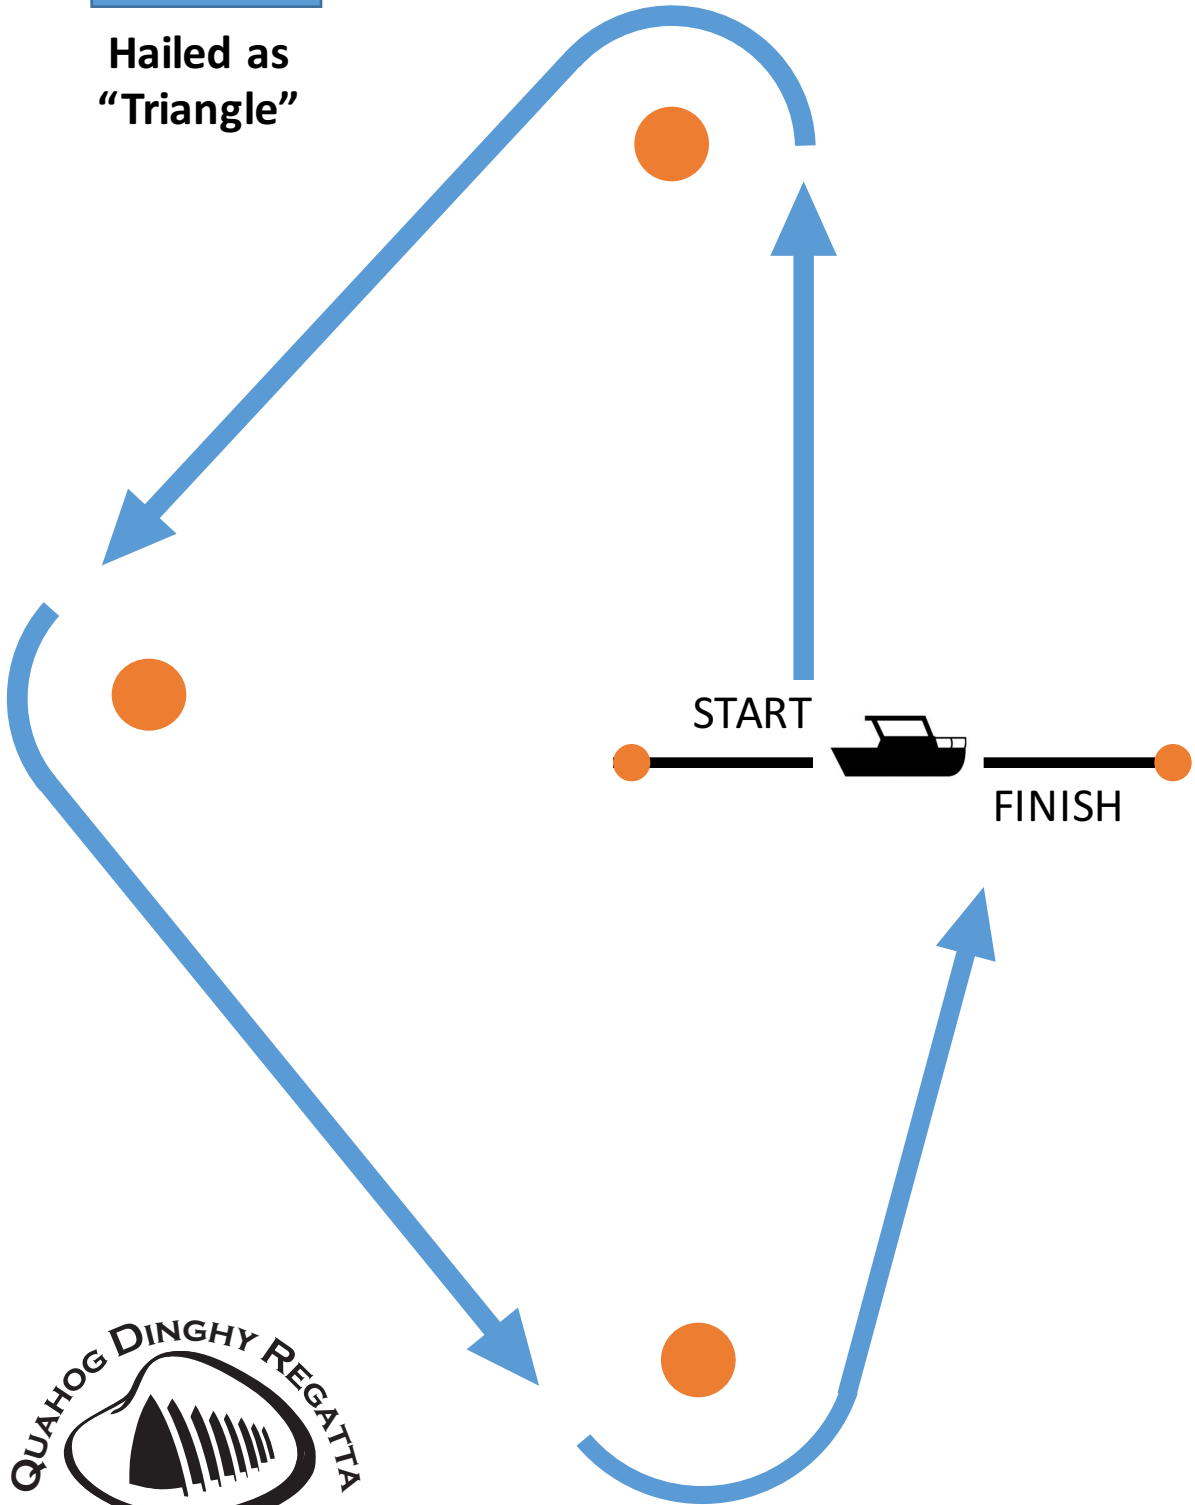 Hailed as
“Triangle”
START
FINISH
QUAHOG DINGHY REGATTA